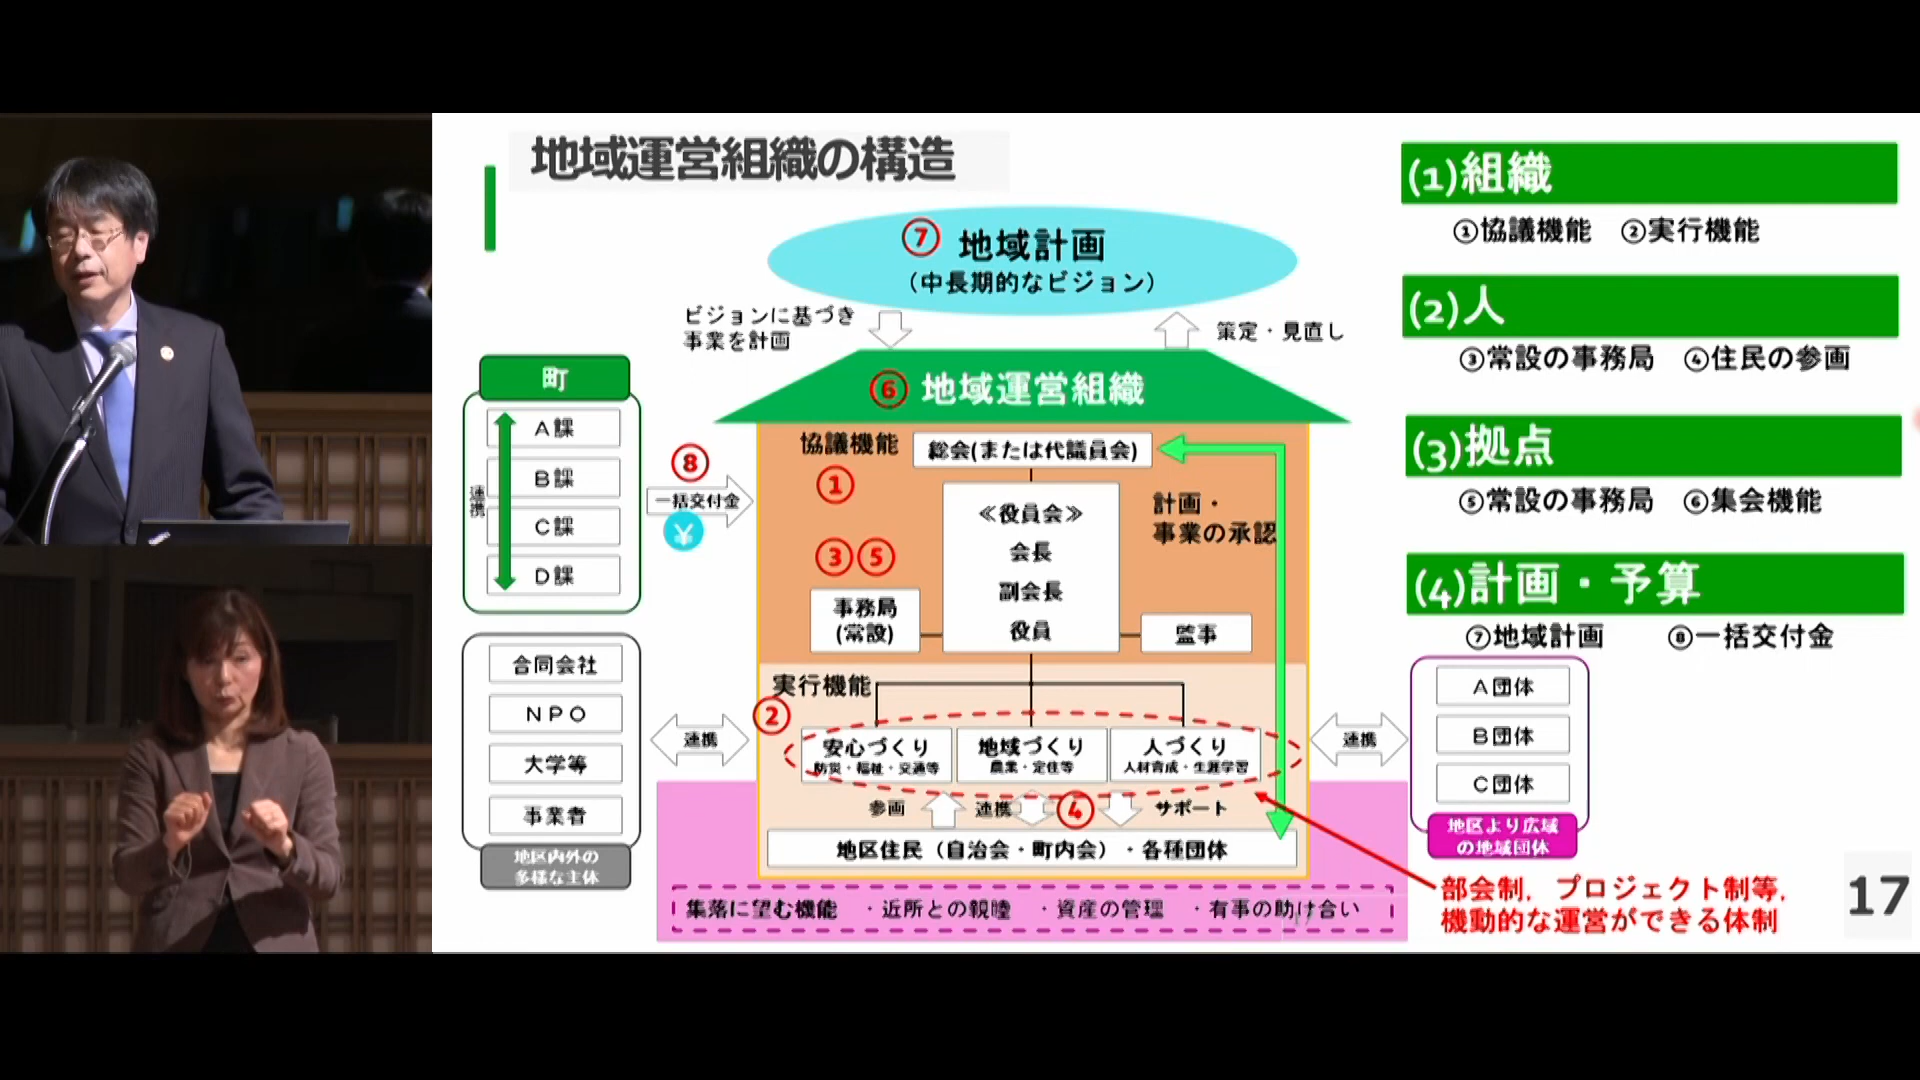 地域運営組織の構造
⑦ 地域計画
（中長期的なビジョン）
ビジョンに基づき
事業を計画
策定・見直し
町
A課
B課
C課
D課
連携
⑧
一括交付金
¥
⑥ 地域運営組織
協議機能
①
総会(または代議員会)
≪役員会≫
会長
副会長
役員
計画・
事業の承認
③⑤
事務局
(常設)
監事
実行機能
②
安心づくり
防災・福祉・交通等
地域づくり
農業・定住等
人づくり
人材育成・生涯学習
参画
連携
④
サポート
地区住民（自治会・町内会）・各種団体
集落に望む機能 ・近所との親睦 ・資産の管理 ・有事の助け合い
合同会社
NPO
大学等
事業者
地区内外の
多様な主体
連携
連携
(1)組織
①協議機能 ②実行機能
(2)人
③常設の事務局 ④住民の参画
(3)拠点
⑤常設の事務局 ⑥集会機能
(4)計画・予算
⑦地域計画 ⑧一括交付金
A団体
B団体
C団体
地区より広域
の地域団体
部会制，プロジェクト制等，
機動的な運営ができる体制
17